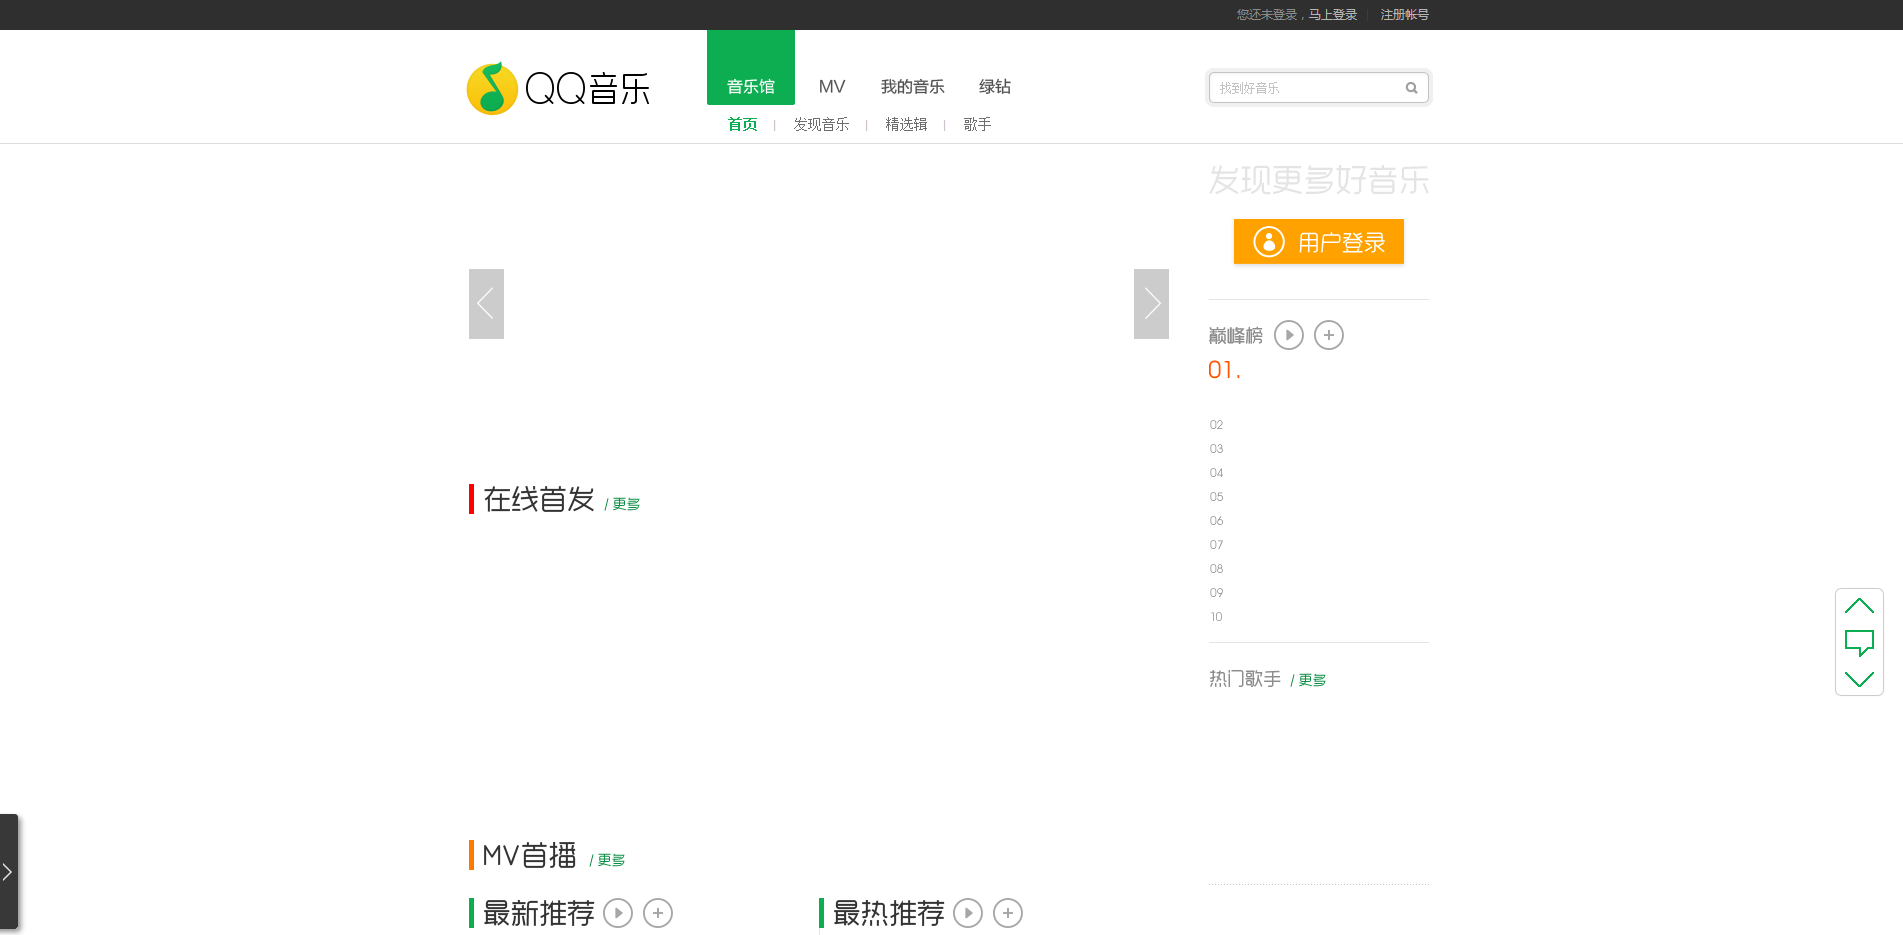 您还未登录，马上登录 注册帐号
QQ音乐
音乐馆 MV 我的音乐 绿钻
找到好音乐
首页 发现音乐 精选辑 歌手
发现更多好音乐
用户登录
巅峰榜
01.
02
03
04
05
06
07
08
09
10
热门歌手 / 更多
在线首发 / 更多
MV首播 / 更多
最新推荐
最热推荐